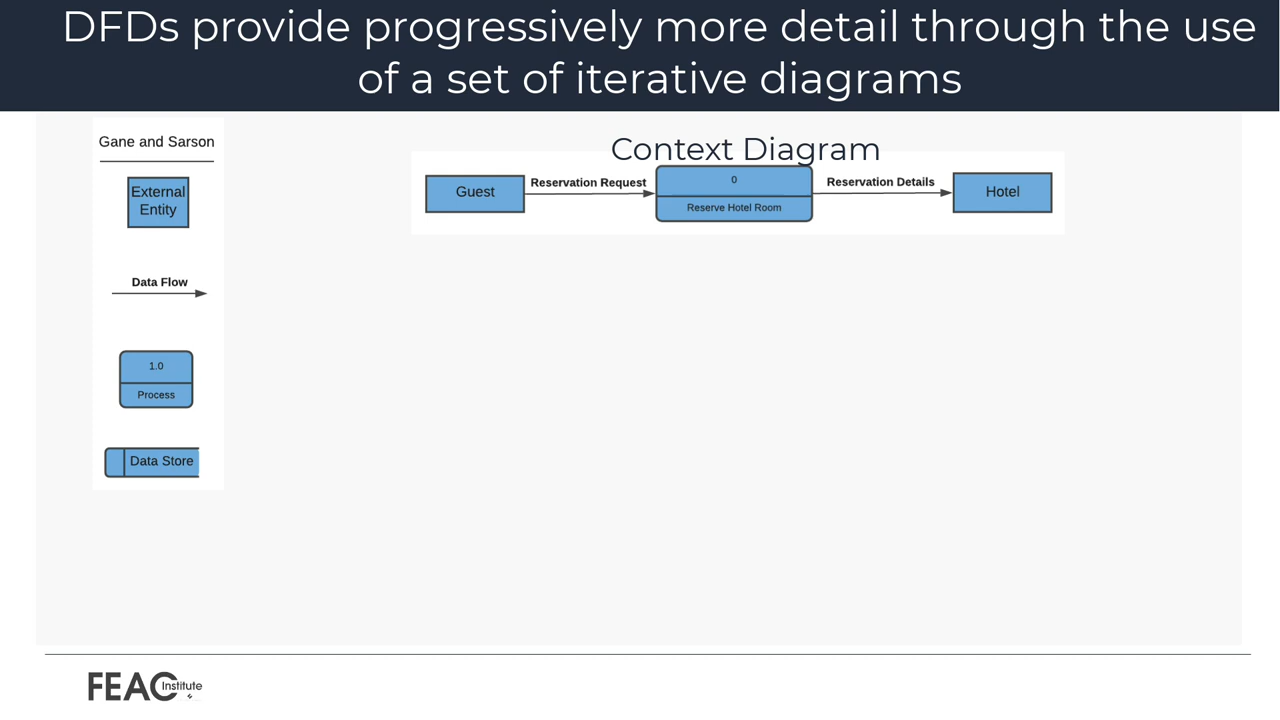 DFDs provide progressively more detail through the use
of a set of iterative diagrams
Gane and Sarson
External
Entity
Data Flow
1.0
Process
Data Store
Context Diagram
Guest
Reservation Request
0
Reserve Hotel Room
Reservation Details
Hotel
FEAC Institute